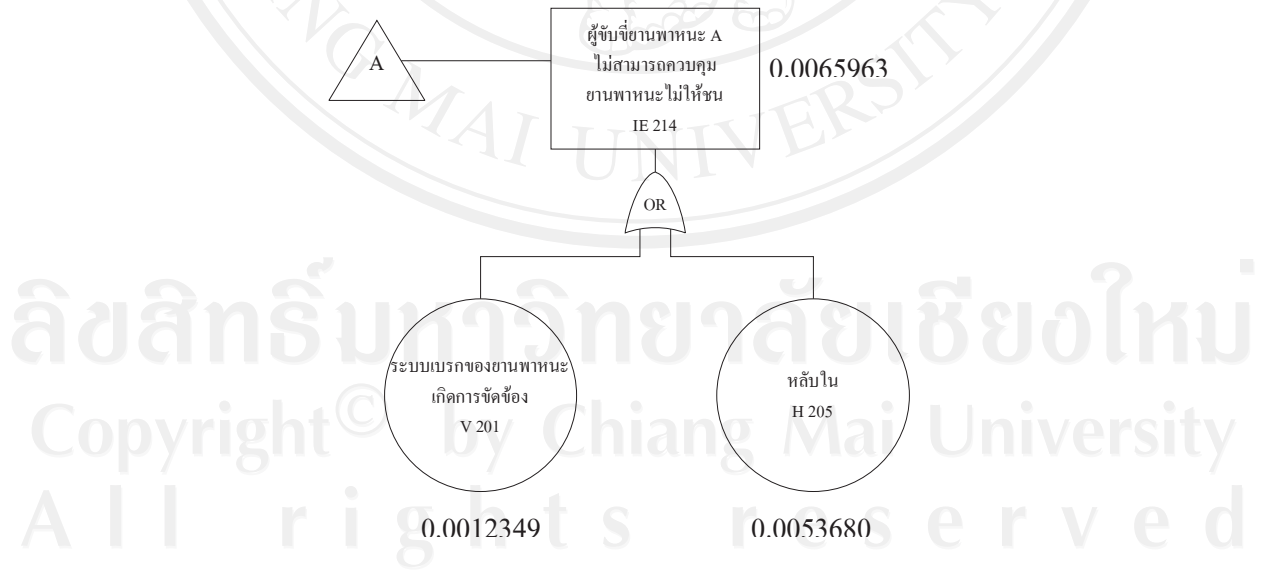 A
ผู้ขับขี่ยานพาหนะ A
ไม่สามารถควบคุม
ยานพาหนะไม่ให้ชน
IE 214
0.0065963
MAI UNIVERSITY
OR
ระบบเบรกของยานพาหนะ
เกิดการขัดข้อง
V 201
หลับใน
H 205
0.0012349
0.0053680
ลิขสิทธิ์มหาวิทยาลัยเชียงใหม่
Copyright© by Chiang Mai University
All rights reserved